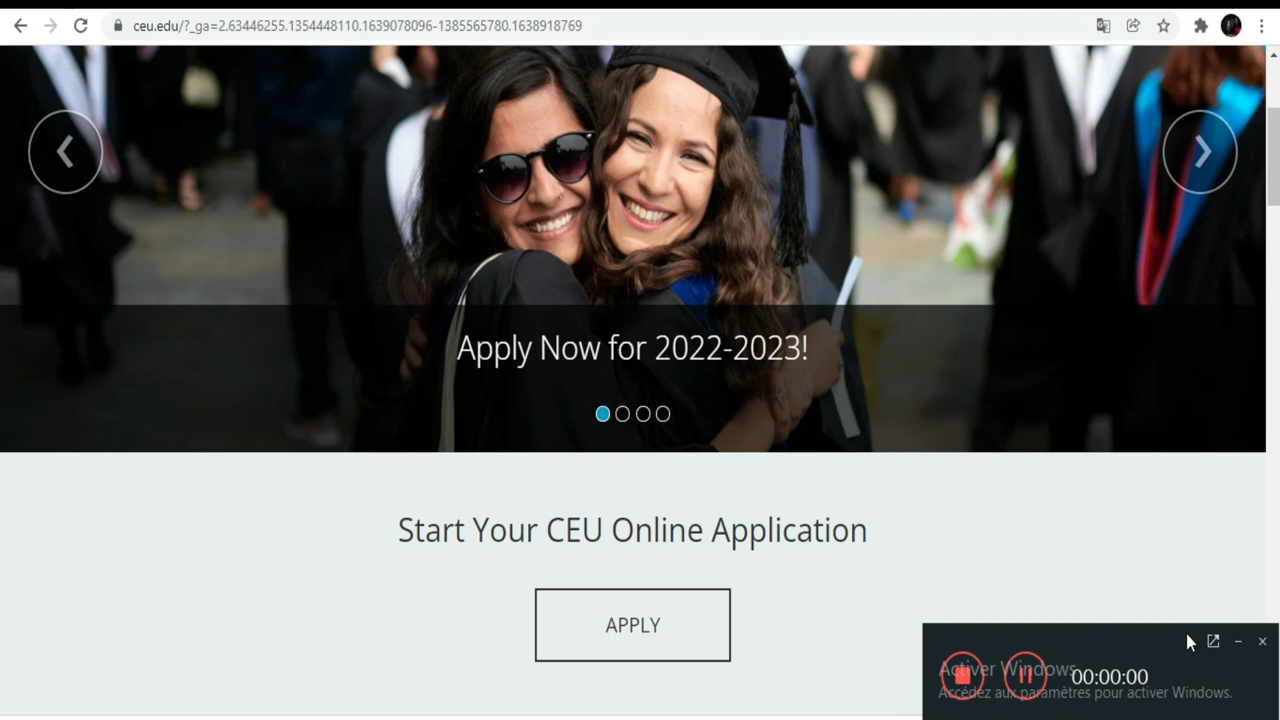 ceu.edu/?_ga=2.63446255.1354448110.1639078096-1385565780.1638918769
Apply Now for 2022-2023!
Start Your CEU Online Application
APPLY
Activer Windows
00:00:00
Accédez aux paramètres pour activer Windows.